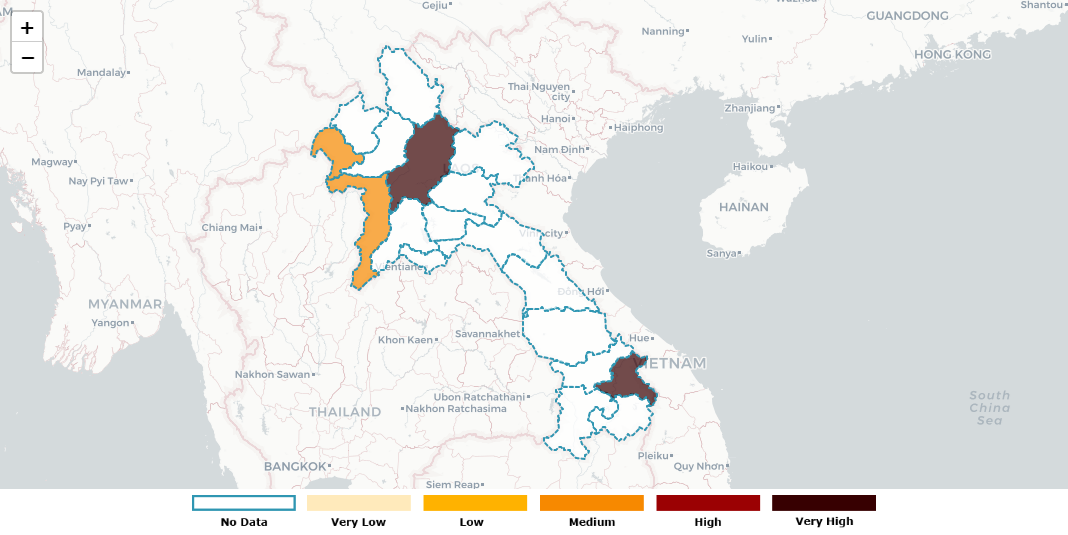 +
−
Gejiu
Shantou
GUANGDONG
Nanning
Yulin
HONG KONG
Mandalay
Thai Nguyen
city
Zhanjiang
Hanoi
Haiphong
Nam Định
Magway
Haikou
Nay Pyi Taw
Thanh Hóa
HAINAN
Pyay
Chiang Mai
Vinh city
Sanya
entiane
Đồng Hới
MYANMAR
Yangon
Savannakhet
Hue
Khon Kaen
VIETNAM
Nakhon Sawan
Ubon Ratchathani
South
China
Sea
THAILAND
Nakhon Ratchasima
Pleiku
Quy Nhơn
BANGKOK
Siem Reap
No Data
Very Low
Low
Medium
High
Very High